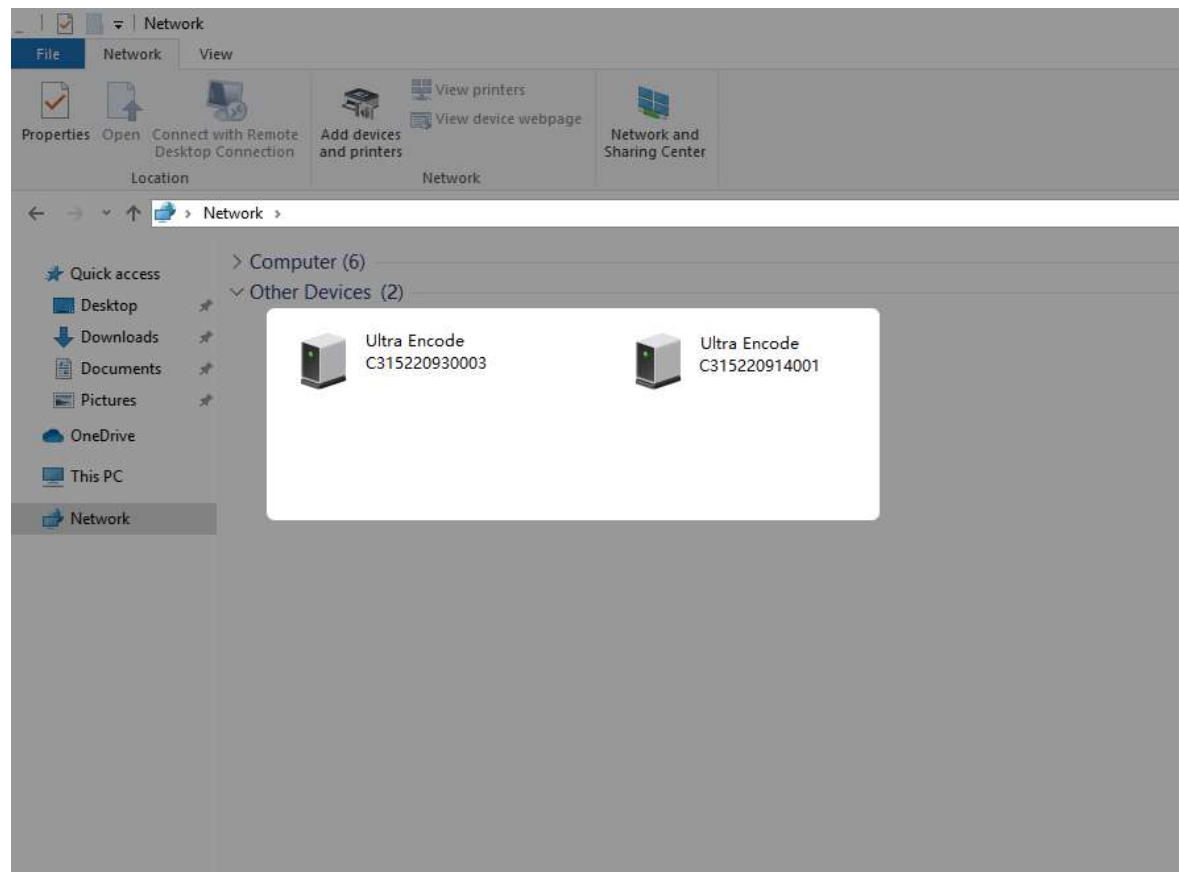 Network
File Network View
Properties Open Connect with Remote Desktop Connection
Add devices and printers
View printers
View device webpage
Network and Sharing Center
Location
Network
Network
Computer (6)
Other Devices (2)
Quick access
Desktop
Downloads
Documents
Pictures
OneDrive
This PC
Network
Ultra Encode
C315220930003
Ultra Encode
C315220914001